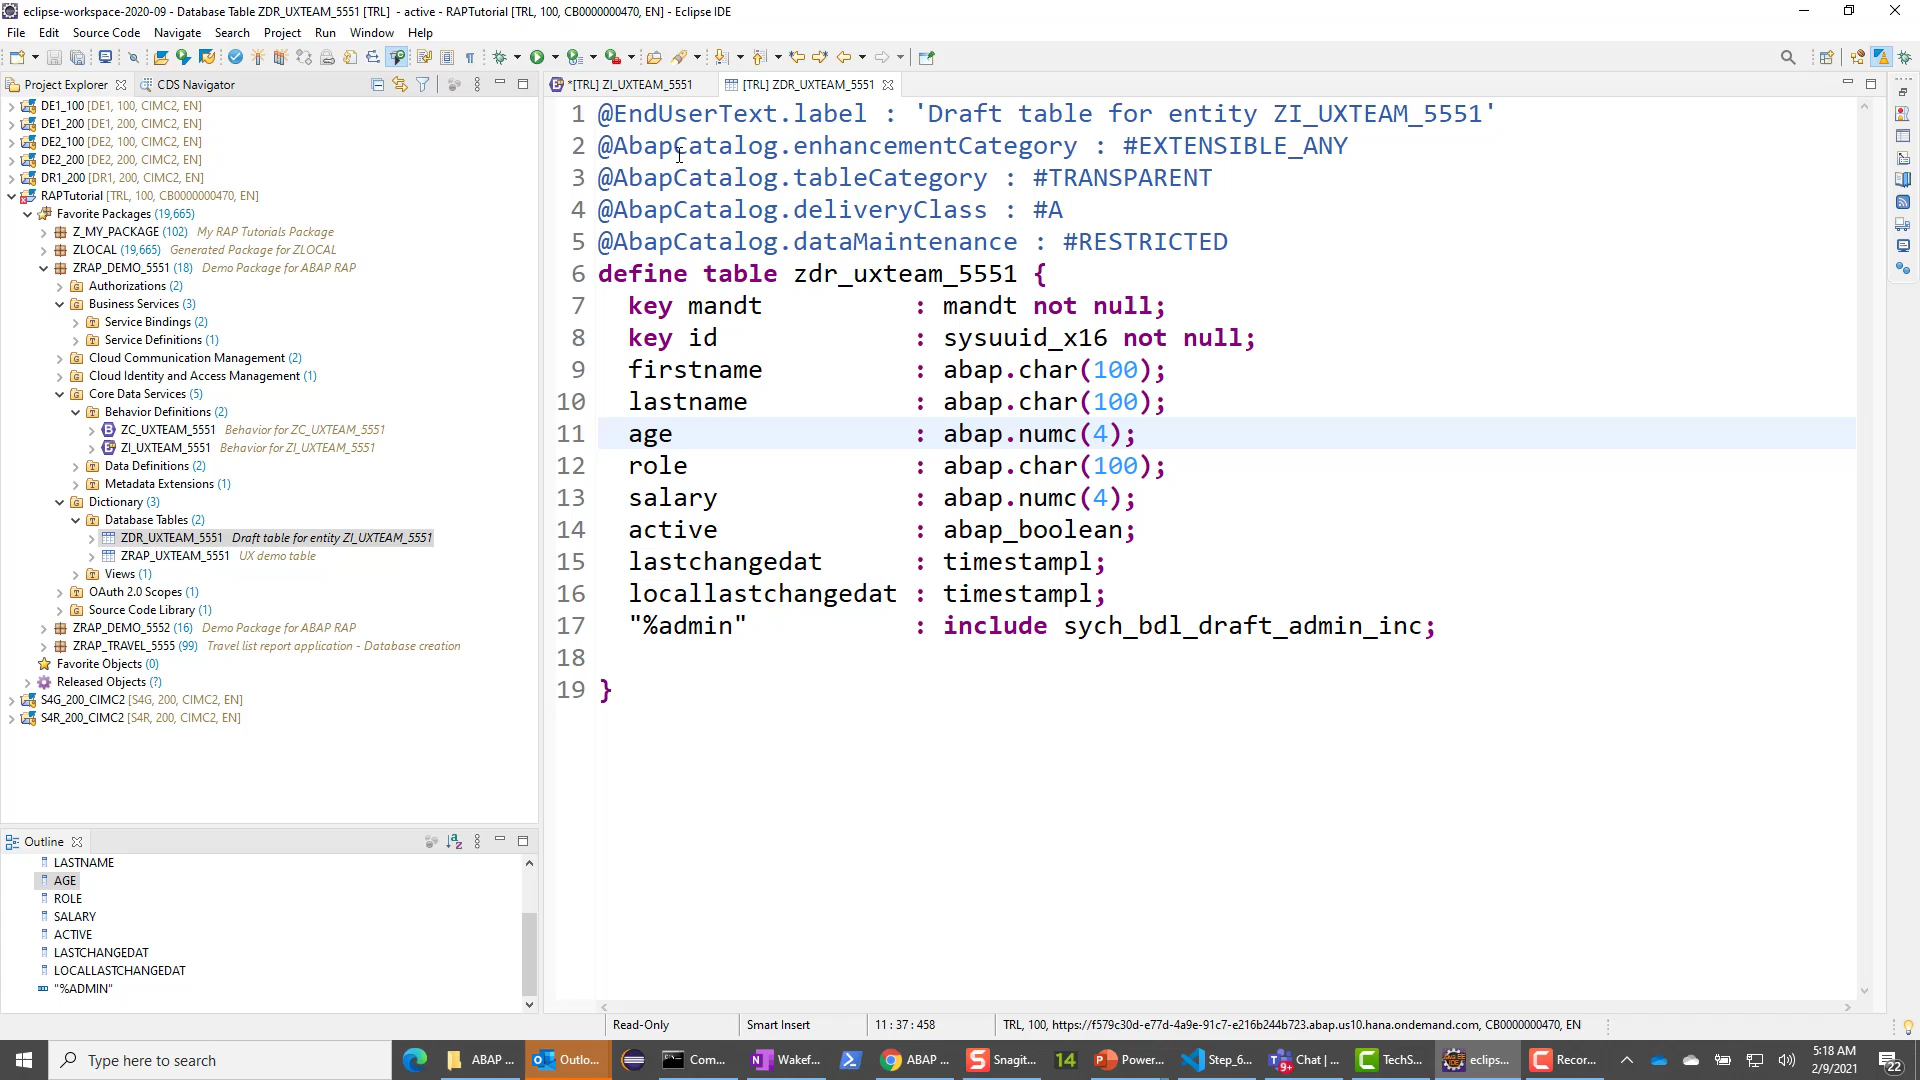 eclipse-workspace-2020-09 - Database Table ZDR_UXTEAM_5551 [TRL] - active - RAPTutorial [TRL, 100, CB0000000470, EN] - Eclipse IDE
File Edit Source Code Navigate Search Project Run Window Help
Project Explorer CDS Navigator
DE1_100 [DE1, 100, CIMC2, EN]
DE1_200 [DE1, 200, CIMC2, EN]
DE2_100 [DE2, 100, CIMC2, EN]
DE2_200 [DE2, 200, CIMC2, EN]
DR1_200 [DR1, 200, CIMC2, EN]
RAPTutorial [TRL, 100, CB0000000470, EN]
Favorite Packages (19,665)
Z_MY_PACKAGE (102) My RAP Tutorials Package
ZLOCAL (19,665) Generated Package for ZLOCAL
ZRAP_DEMO_5551 (18) Demo Package for ABAP RAP
Authorizations (2)
Business Services (3)
Service Bindings (2)
Service Definitions (1)
Cloud Communication Management (2)
Cloud Identity and Access Management (1)
Core Data Services (5)
Behavior Definitions (2)
ZC_UXTEAM_5551 Behavior for ZC_UXTEAM_5551
ZI_UXTEAM_5551 Behavior for ZI_UXTEAM_5551
Data Definitions (2)
Metadata Extensions (1)
Dictionary (3)
Database Tables (2)
ZDR_UXTEAM_5551 Draft table for entity ZI_UXTEAM_5551
ZRAP_UXTEAM_5551 UX demo table
Views (1)
OAuth 2.0 Scopes (1)
Source Code Library (1)
ZRAP_DEMO_5552 (16) Demo Package for ABAP RAP
ZRAP_TRAVEL_5555 (99) Travel list report application - Database creation
Favorite Objects (0)
Released Objects (?)
S4G_200_CIMC2 [S4G, 200, CIMC2, EN]
S4R_200_CIMC2 [S4R, 200, CIMC2, EN]
Outline
LASTNAME
AGE
ROLE
SALARY
ACTIVE
LASTCHANGEDAT
LOCALLASTCHANGEDAT
"%ADMIN"
*[TRL] ZI_UXTEAM_5551 [TRL] ZDR_UXTEAM_5551
1 @EndUserText.label : 'Draft table for entity ZI_UXTEAM_5551'
2 @AbapCatalog.enhancementCategory : #EXTENSIBLE_ANY
3 @AbapCatalog.tableCategory : #TRANSPARENT
4 @AbapCatalog.deliveryClass : #A
5 @AbapCatalog.dataMaintenance : #RESTRICTED
6 define table zdr_uxteam_5551 {
7 key mandt : mandt not null;
8 key id : sysuuid_x16 not null;
9 firstname : abap.char(100);
10 lastname : abap.char(100);
11 age : abap.numc(4);
12 role : abap.char(100);
13 salary : abap.numc(4);
14 active : abap_boolean;
15 lastchangedat : timestampl;
16 locallastchangedat : timestampl;
17 "%admin" : include sych_bdl_draft_admin_inc;
18
19 }
Read-Only Smart Insert 11 : 37 : 458 TRL, 100, https://f579c30d-e77d-4a9e-91c7-e216b244b723.abap.us10.hana.ondemand.com, CB0000000470, EN
Type here to search ABAP ... Outlo... Com... Wakef... ABAP ... Snagit... 14 Power... Step_6... Chat | ... TechS... eclips... Recor... 5:18 AM
2/9/2021 22